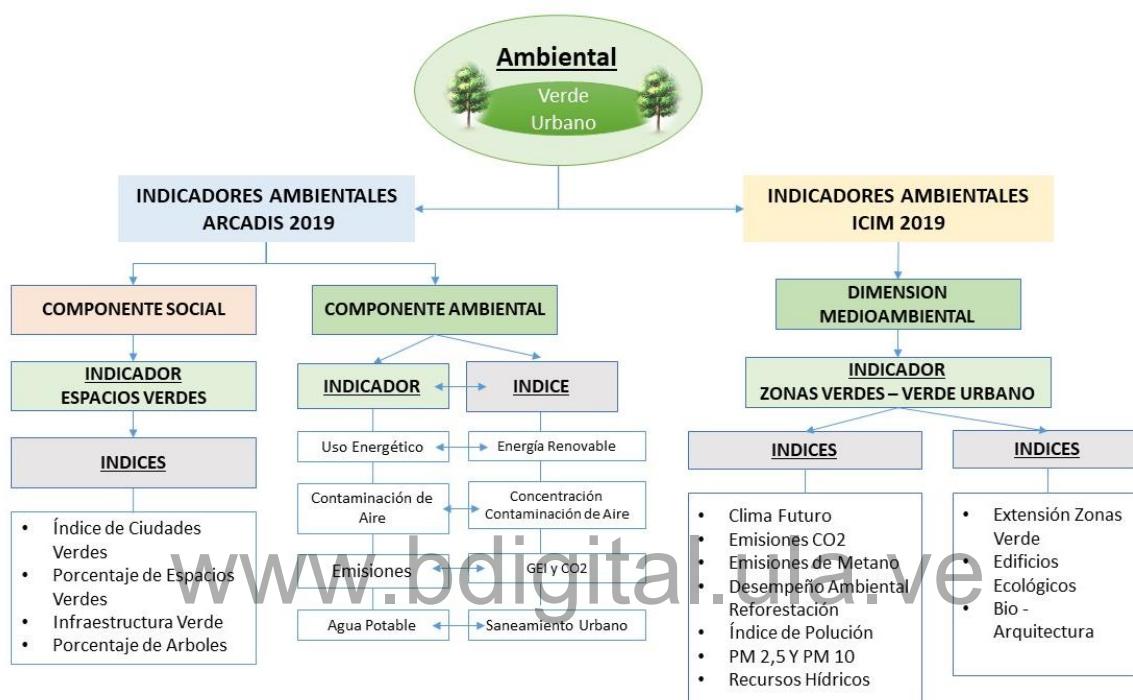 Ambiental
Verde
Urbano
INDICADORES AMBIENTALES
ARCADIS 2019
INDICADORES AMBIENTALES
ICIM 2019
COMPONENTE SOCIAL
COMPONENTE AMBIENTAL
DIMENSION
MEDIOAMBIENTAL
INDICADOR
ESPACIOS VERDES
INDICADOR
INDICE
INDICADOR
ZONAS VERDES – VERDE URBANO
INDICES
• Índice de Ciudades
Verdes
• Porcentaje de Espacios
Verdes
• Infraestructura Verde
• Porcentaje de Arboles
Uso Energético
Energía Renovable
Contaminación de
Aire
Concentración
Contaminación de Aire
Emisiones
GEI y CO2
Agua Potable
Saneamiento Urbano
INDICES
• Clima Futuro
• Emisiones CO2
• Emisiones de Metano
• Desempeño Ambiental
Reforestación
• Índice de Polución
• PM 2,5 Y PM 10
• Recursos Hídricos
INDICES
• Extensión Zonas
Verde
• Edificios
Ecológicos
• Bio -
Arquitectura
www.bdigital.ula.ve